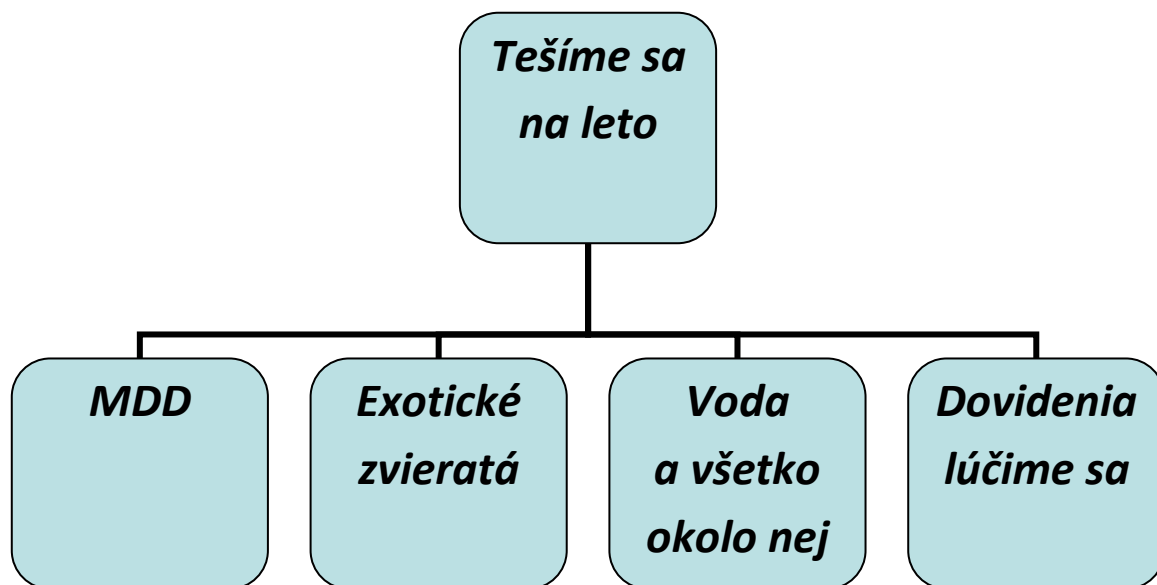 Tešíme sa
na leto
MDD
Exotické
zvieratá
Voda
a všetko
okolo nej
Dovidenia
lúčime sa